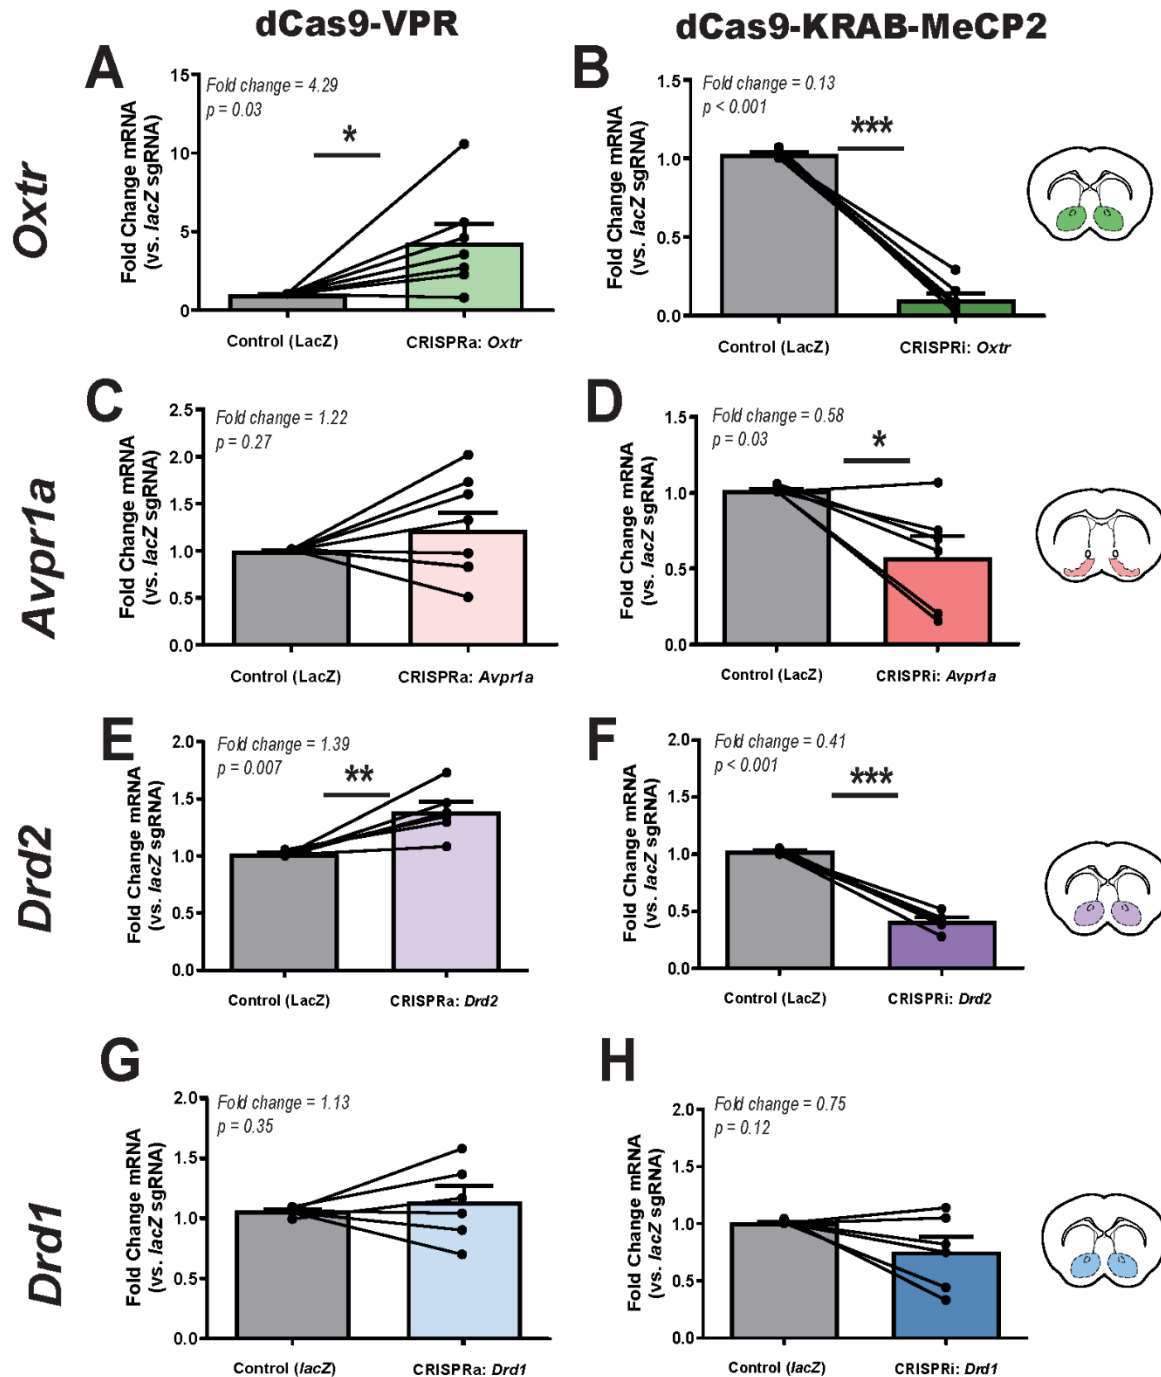 dCas9-VPR
dCas9-KRAB-MeCP2
Oxtr
A
Fold change = 4.29
p = 0.03
*
Fold Change mRNA
(vs. lacZ sgRNA)
15
10
5
0
Control (LacZ)
CRISPRa: Oxtr
B
Fold change = 0.13
p < 0.001
***
Fold Change mRNA
(vs. lacZ sgRNA)
1.5
1.0
0.5
0.0
Control (LacZ)
CRISPRi: Oxtr
Avpr1a
C
Fold change = 1.22
p = 0.27
Fold Change mRNA
(vs. lacZ sgRNA)
2.5
2.0
1.5
1.0
0.5
0.0
Control (LacZ)
CRISPRa: Avpr1a
D
Fold change = 0.58
p = 0.03
*
Fold Change mRNA
(vs. lacZ sgRNA)
1.5
1.0
0.5
0.0
Control (LacZ)
CRISPRi: Avpr1a
Drd2
E
Fold change = 1.39
p = 0.007
**
Fold Change mRNA
(vs. lacZ sgRNA)
2.0
1.5
1.0
0.5
0.0
Control (LacZ)
CRISPRa: Drd2
F
Fold change = 0.41
p < 0.001
***
Fold Change mRNA
(vs. lacZ sgRNA)
2.0
1.5
1.0
0.5
0.0
Control (LacZ)
CRISPRi: Drd2
Drd1
G
Fold change = 1.13
p = 0.35
Fold Change mRNA
(vs. lacZ sgRNA)
2.0
1.5
1.0
0.5
0.0
Control (lacZ)
CRISPRa: Drd1
H
Fold change = 0.75
p = 0.12
Fold Change mRNA
(vs. lacZ sgRNA)
2.0
1.5
1.0
0.5
0.0
Control (lacZ)
CRISPRi: Drd1